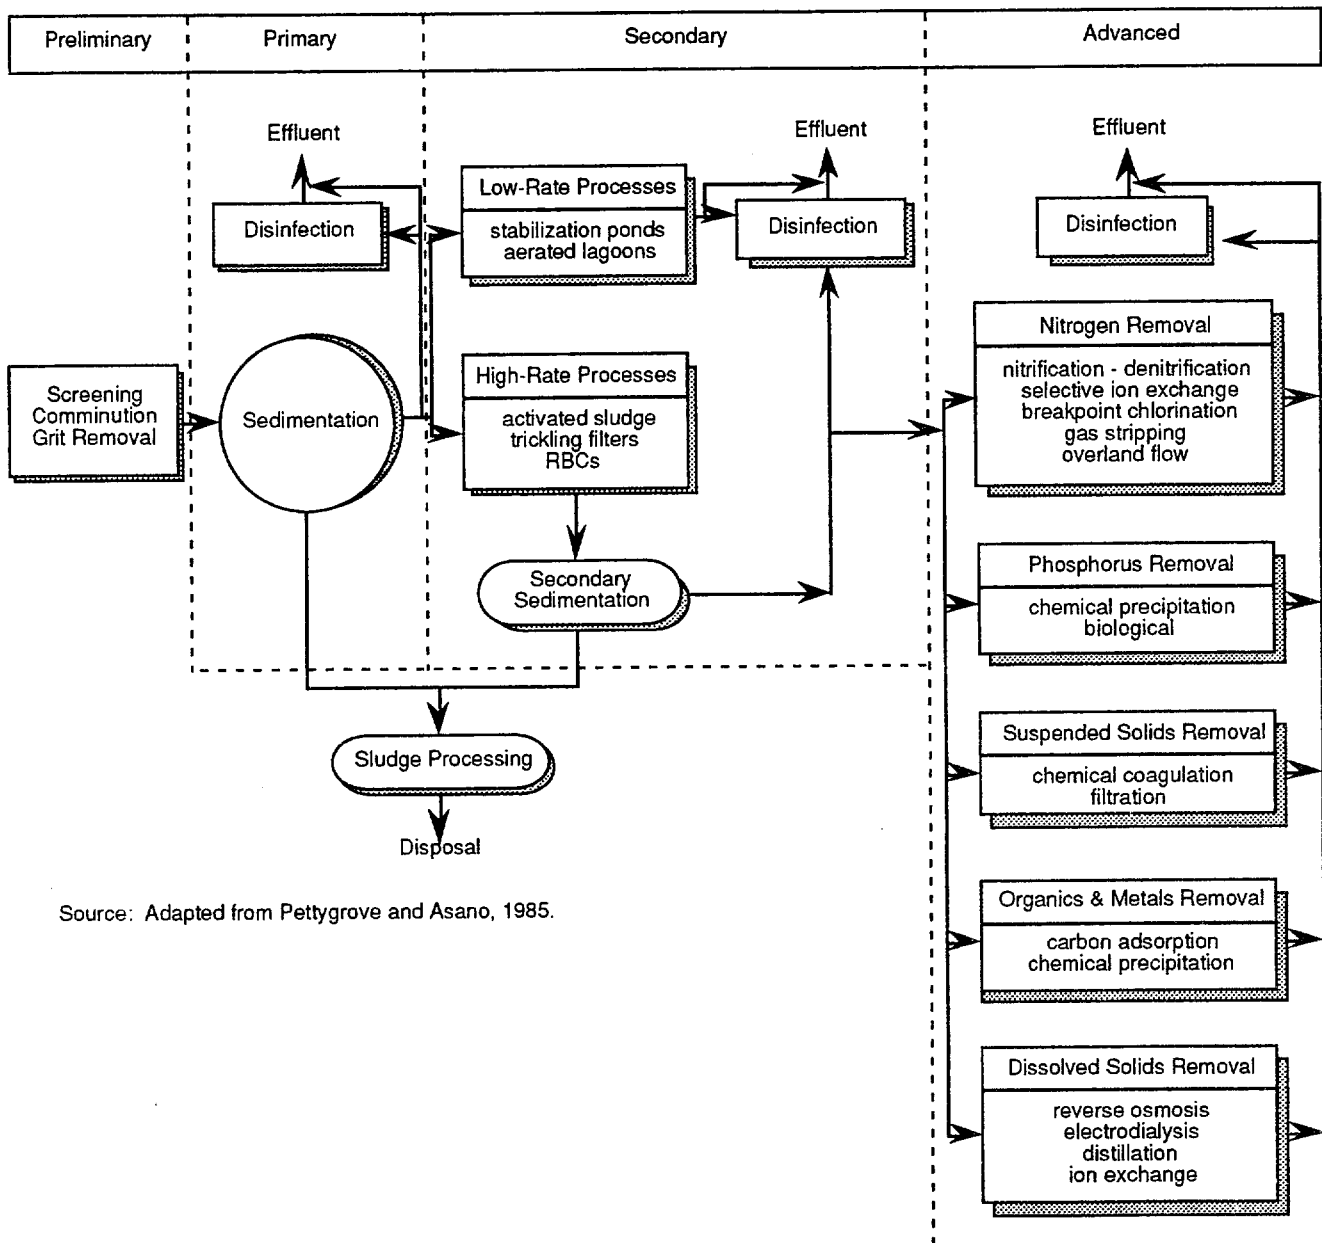 Preliminary
Primary
Secondary
Advanced
Effluent
Disinfection
Screening
Comminution
Grit Removal
Sedimentation
Low-Rate Processes
stabilization ponds
aerated lagoons
High-Rate Processes
activated sludge
trickling filters
RBCs
Secondary
Sedimentation
Effluent
Disinfection
Sludge Processing
Disposal
Effluent
Disinfection
Nitrogen Removal
nitrification - denitrification
selective ion exchange
breakpoint chlorination
gas stripping
overland flow
Phosphorus Removal
chemical precipitation
biological
Suspended Solids Removal
chemical coagulation
filtration
Organics & Metals Removal
carbon adsorption
chemical precipitation
Dissolved Solids Removal
reverse osmosis
electrodialysis
distillation
ion exchange
Source: Adapted from Pettygrove and Asano, 1985.